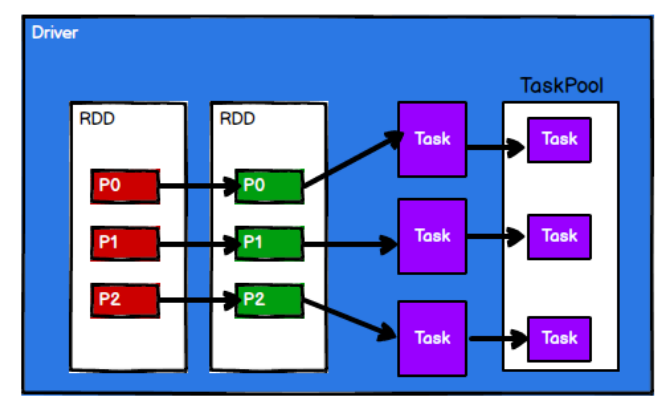 Driver
TaskPool
RDD
RDD
P0
P0
Task
Task
P1
P1
Task
Task
P2
P2
Task
Task